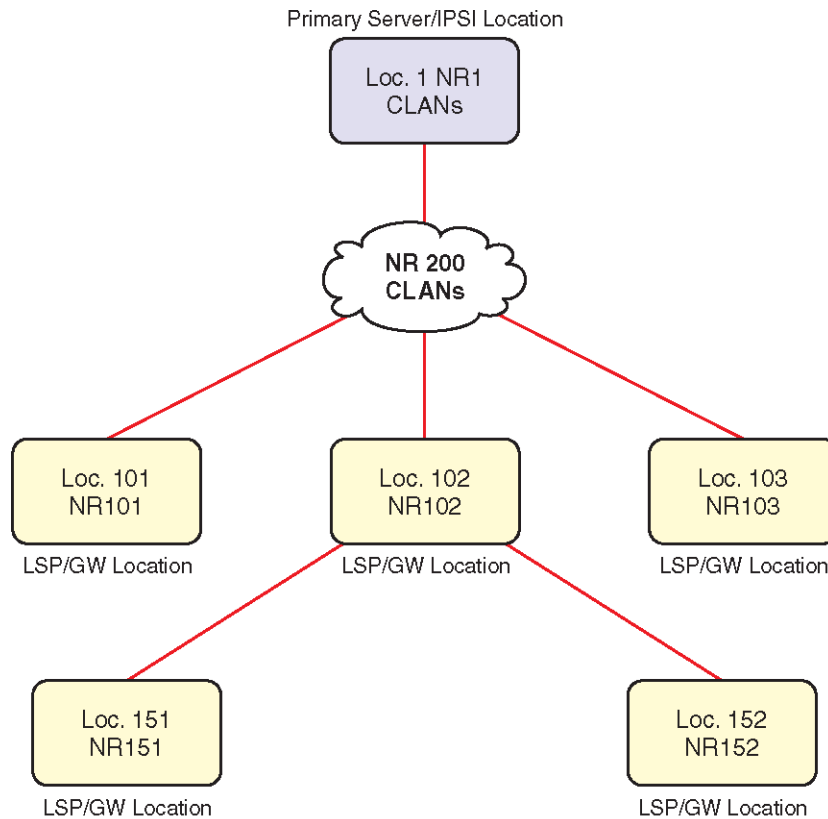 Primary Server/IPSI Location
Loc. 1 NR1
CLANs
NR 200
CLANs
Loc. 101
NR101
LSP/GW Location
Loc. 102
NR102
LSP/GW Location
Loc. 103
NR103
LSP/GW Location
Loc. 151
NR151
LSP/GW Location
Loc. 152
NR152
LSP/GW Location